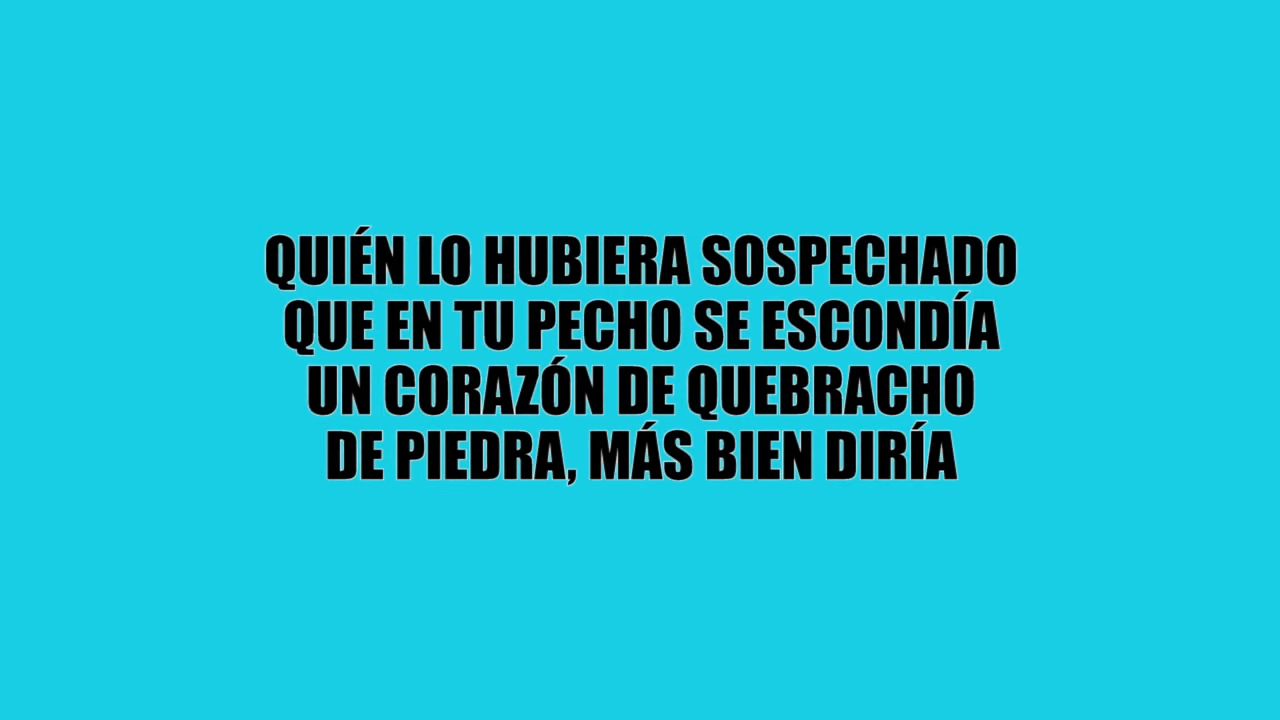 QUIÉN LO HUBIERA SOSPECHADO
QUE EN TU PECHO SE ESCONDÍA
UN CORAZÓN DE QUEBRACHO
DE PIEDRA, MÁS BIEN DIRÍA